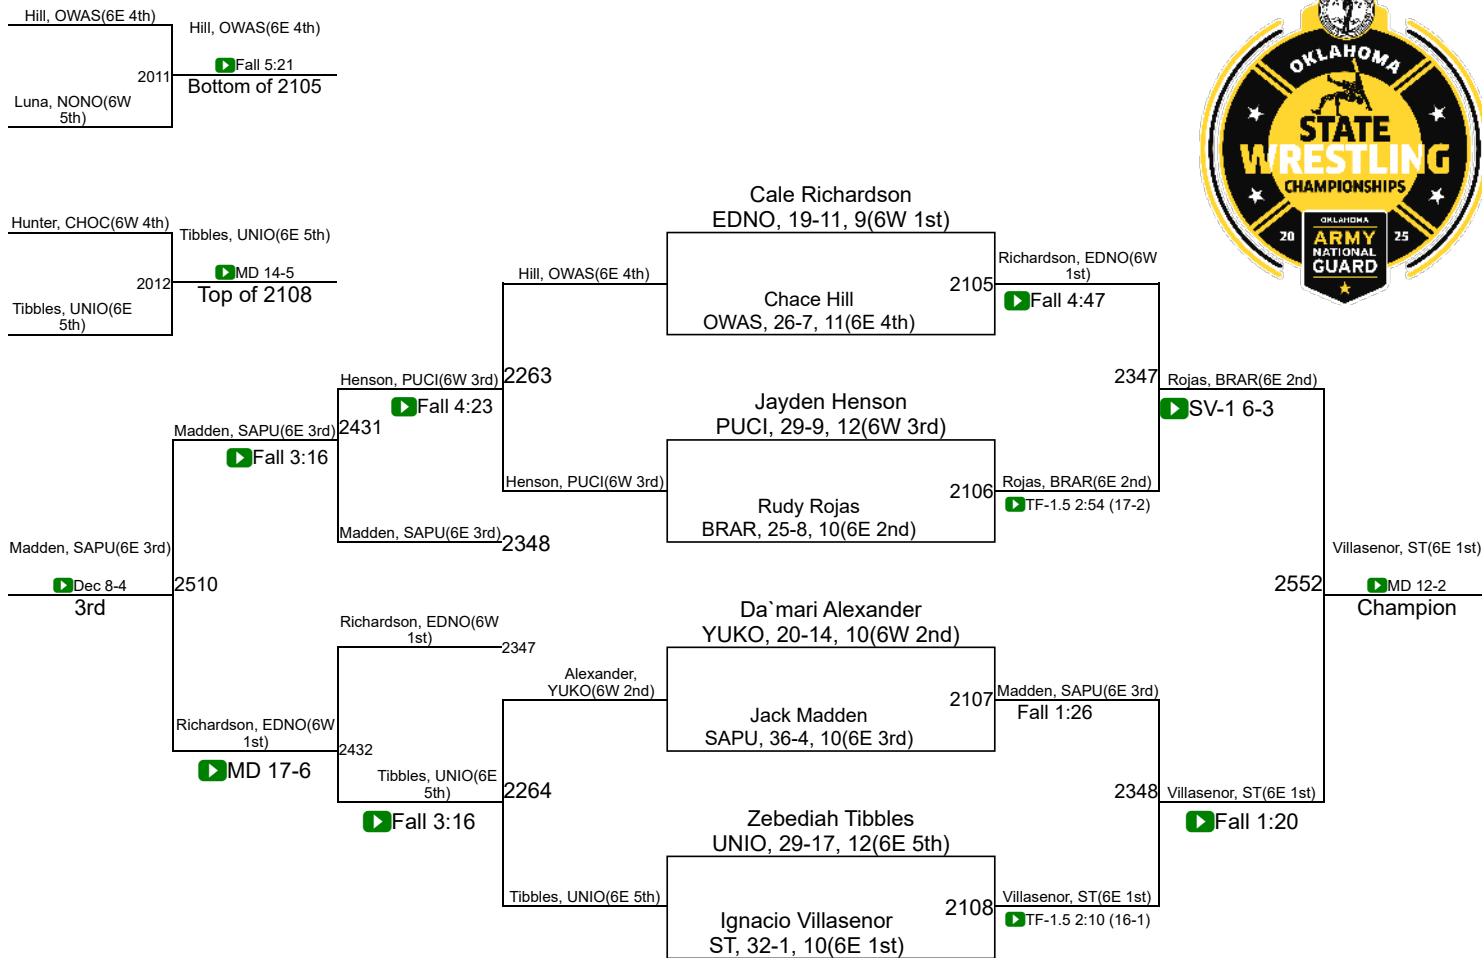 Hill, OWAS(6E 4th)
Hill, OWAS(6E 4th)
2011
Fall 5:21
Bottom of 2105
Luna, NONO(6W
5th)
Hunter, CHOC(6W 4th)
Tibbles, UNIO(6E 5th)
2012
MD 14-5
Top of 2108
Tibbles, UNIO(6E
5th)
OKLAHOMA
STATE
WRESTLING
CHAMPIONSHIPS
20
25
OKLAHOMA
ARMY
NATIONAL
GUARD
Cale Richardson
EDNO, 19-11, 9(6W 1st)
Hill, OWAS(6E 4th)
2105
Richardson, EDNO(6W
1st)
Fall 4:47
Chace Hill
OWAS, 26-7, 11(6E 4th)
Henson, PUCI(6W 3rd)
2263
Fall 4:23
2347
Rojas, BRAR(6E 2nd)
SV-1 6-3
Jayden Henson
PUCI, 29-9, 12(6W 3rd)
Madden, SAPU(6E 3rd)
2431
Fall 3:16
Henson, PUCI(6W 3rd)
2106
Rojas, BRAR(6E 2nd)
TF-1.5 2:54 (17-2)
Rudy Rojas
BRAR, 25-8, 10(6E 2nd)
Madden, SAPU(6E 3rd)
2348
Madden, SAPU(6E 3rd)
Dec 8-4
3rd
2510
2552
Villasenor, ST(6E 1st)
MD 12-2
Champion
Da`mari Alexander
YUKO, 20-14, 10(6W 2nd)
Richardson, EDNO(6W
1st)
2347
Alexander,
YUKO(6W 2nd)
2107
Madden, SAPU(6E 3rd)
Fall 1:26
Jack Madden
SAPU, 36-4, 10(6E 3rd)
Richardson, EDNO(6W
1st)
2432
MD 17-6
Tibbles, UNIO(6E
5th)
2264
Fall 3:16
2348
Villasenor, ST(6E 1st)
Fall 1:20
Zebediah Tibbles
UNIO, 29-17, 12(6E 5th)
Tibbles, UNIO(6E 5th)
2108
Villasenor, ST(6E 1st)
TF-1.5 2:10 (16-1)
Ignacio Villasenor
ST, 32-1, 10(6E 1st)